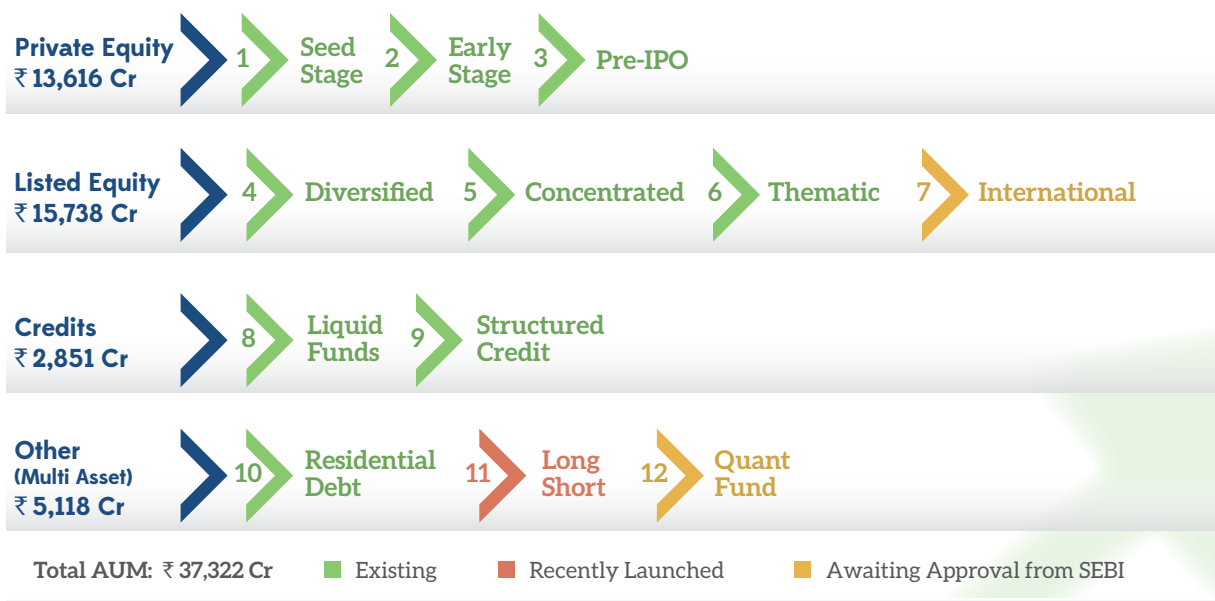 Private Equity
₹ 13,616 Cr
1
Seed
Stage
2
Early
Stage
3
Pre-IPO
Listed Equity
₹ 15,738 Cr
4
Diversified
5
Concentrated
6
Thematic
7
International
Credits
₹ 2,851 Cr
8
Liquid
Funds
9
Structured
Credit
Other
(Multi Asset)
₹ 5,118 Cr
10
Residential
Debt
11
Long
Short
12
Quant
Fund
Total AUM: ₹ 37,322 Cr
Existing
Recently Launched
Awaiting Approval from SEBI